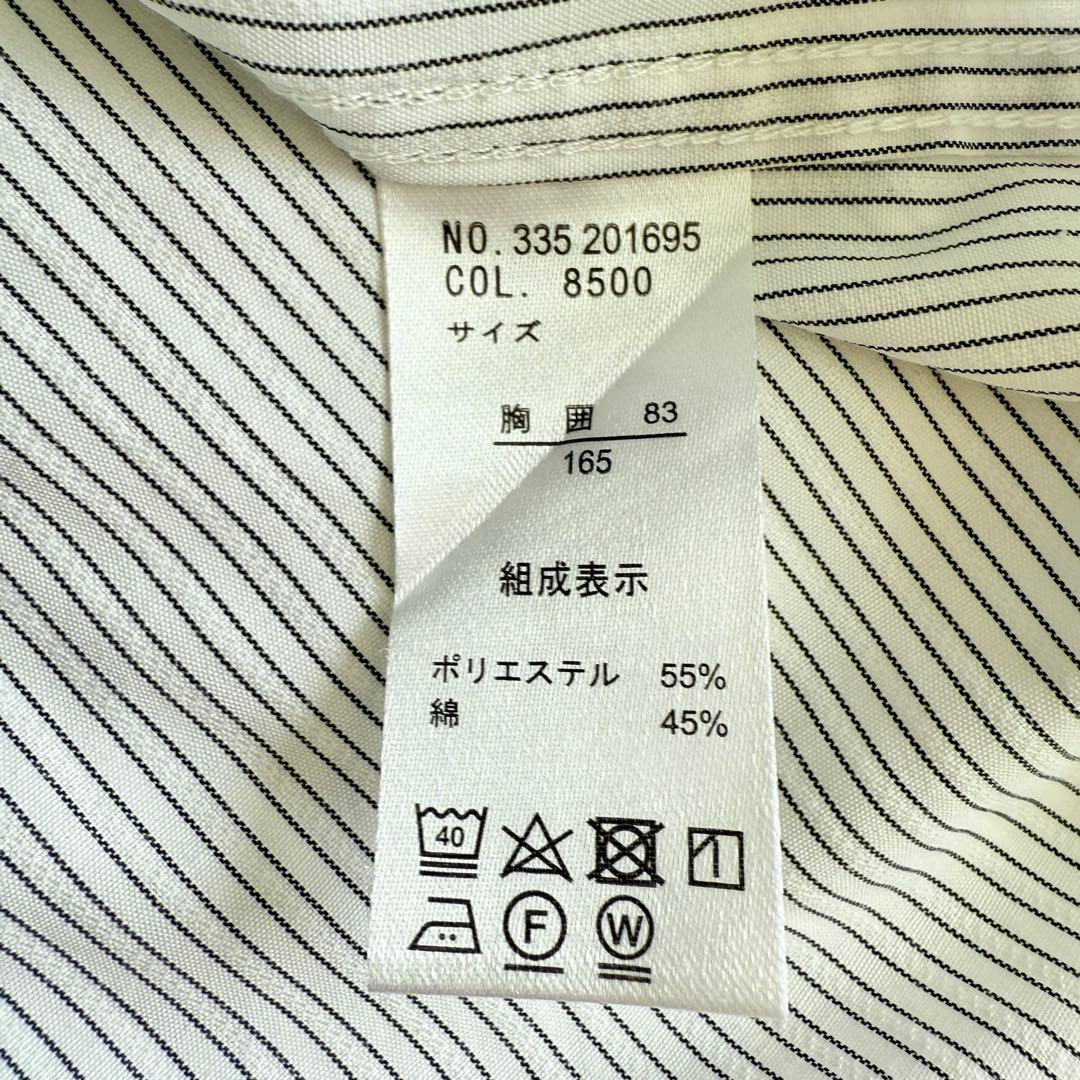 NO. 335 201695
COL. 8500
サイズ
胸 囲 83
165
組成表示
ポリエステル 55%
綿 45%
40
F
W